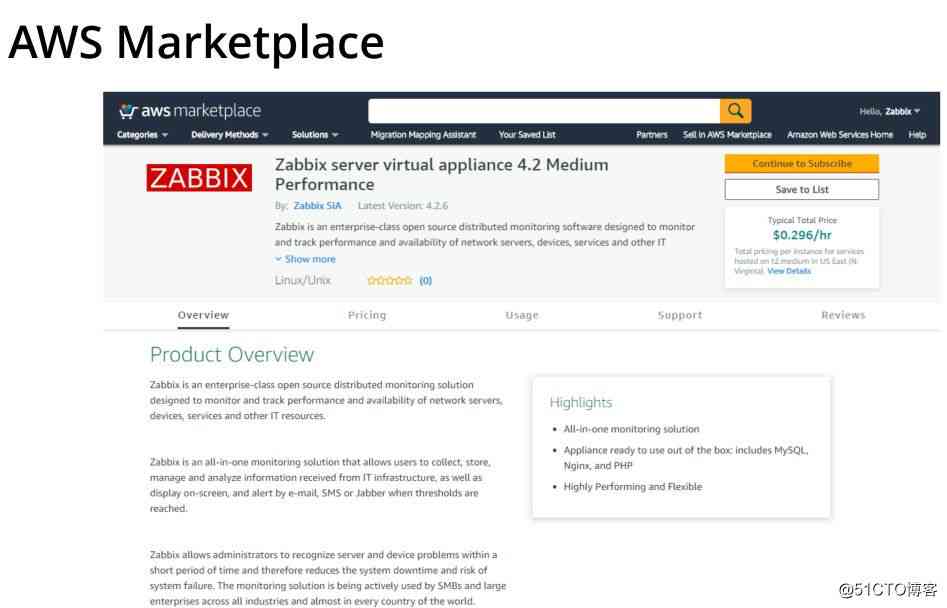 AWS Marketplace
aws marketplace
Hello, Zabbix
Categories Delivery Methods Solutions Migration Mapping Assistant Your Saved List Partners Sell in AWS Marketplace Amazon Web Services Home Help
ZABBIX
Zabbix server virtual appliance 4.2 Medium
Performance
By: Zabbix SIA Latest Version: 4.2.6
Zabbix is an enterprise-class open source distributed monitoring software designed to monitor
and track performance and availability of network servers, devices, services and other IT
Show more
Linux/Unix (0)
Continue to Subscribe
Save to List
Typical Total Price
$0.296/hr
Total pricing per instance for services
hosted on t2.medium in US East (N.
Virginia). View Details
Overview Pricing Usage Support Reviews
Product Overview
Zabbix is an enterprise-class open source distributed monitoring solution
designed to monitor and track performance and availability of network servers,
devices, services and other IT resources.
Zabbix is an all-in-one monitoring solution that allows users to collect, store,
manage and analyze information received from IT infrastructure, as well as
display on-screen, and alert by e-mail, SMS or Jabber when thresholds are
reached.
Zabbix allows administrators to recognize server and device problems within a
short period of time and therefore reduces the system downtime and risk of
system failure. The monitoring solution is being actively used by SMBs and large
enterprises across all industries and almost in every country of the world.
Highlights
• All-in-one monitoring solution
• Appliance ready to use out of the box: includes MySQL,
Nginx, and PHP
• Highly Performing and Flexible
@51CTO博客